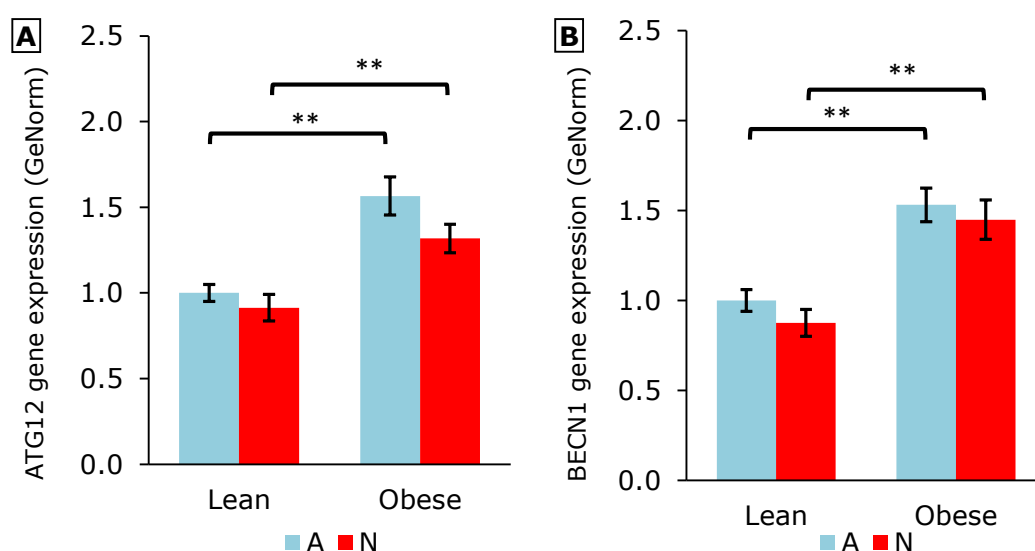 A
ATG12 gene expression (GeNorm)
2.5
2.0
1.5
1.0
0.5
0.0
**
**
Lean Obese
A N
B
BECN1 gene expression (GeNorm)
2.5
2.0
1.5
1.0
0.5
0.0
**
**
Lean Obese
A N